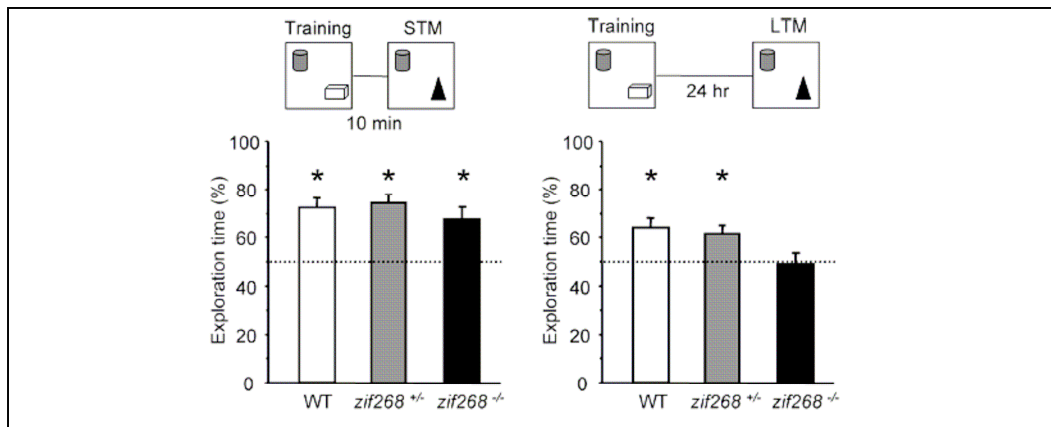 Training STM
10 min
Exploration time (%)
100
80
60
40
20
0
* * *
WT zif268 +/- zif268 -/-
Training LTM
24 hr
Exploration time (%)
100
80
60
40
20
0
* *
WT zif268 +/- zif268 -/-